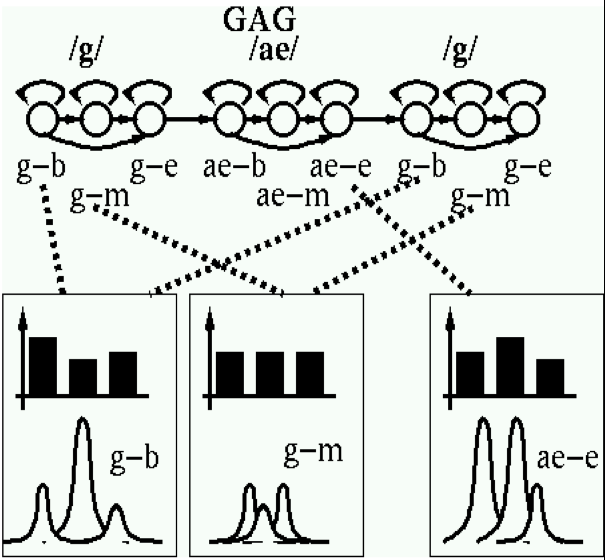 GAG
/g/ /ae/ /g/
g−b g−e ae−b ae−e g−b g−e
g−m ae−m g−m
g−b g−m ae−e